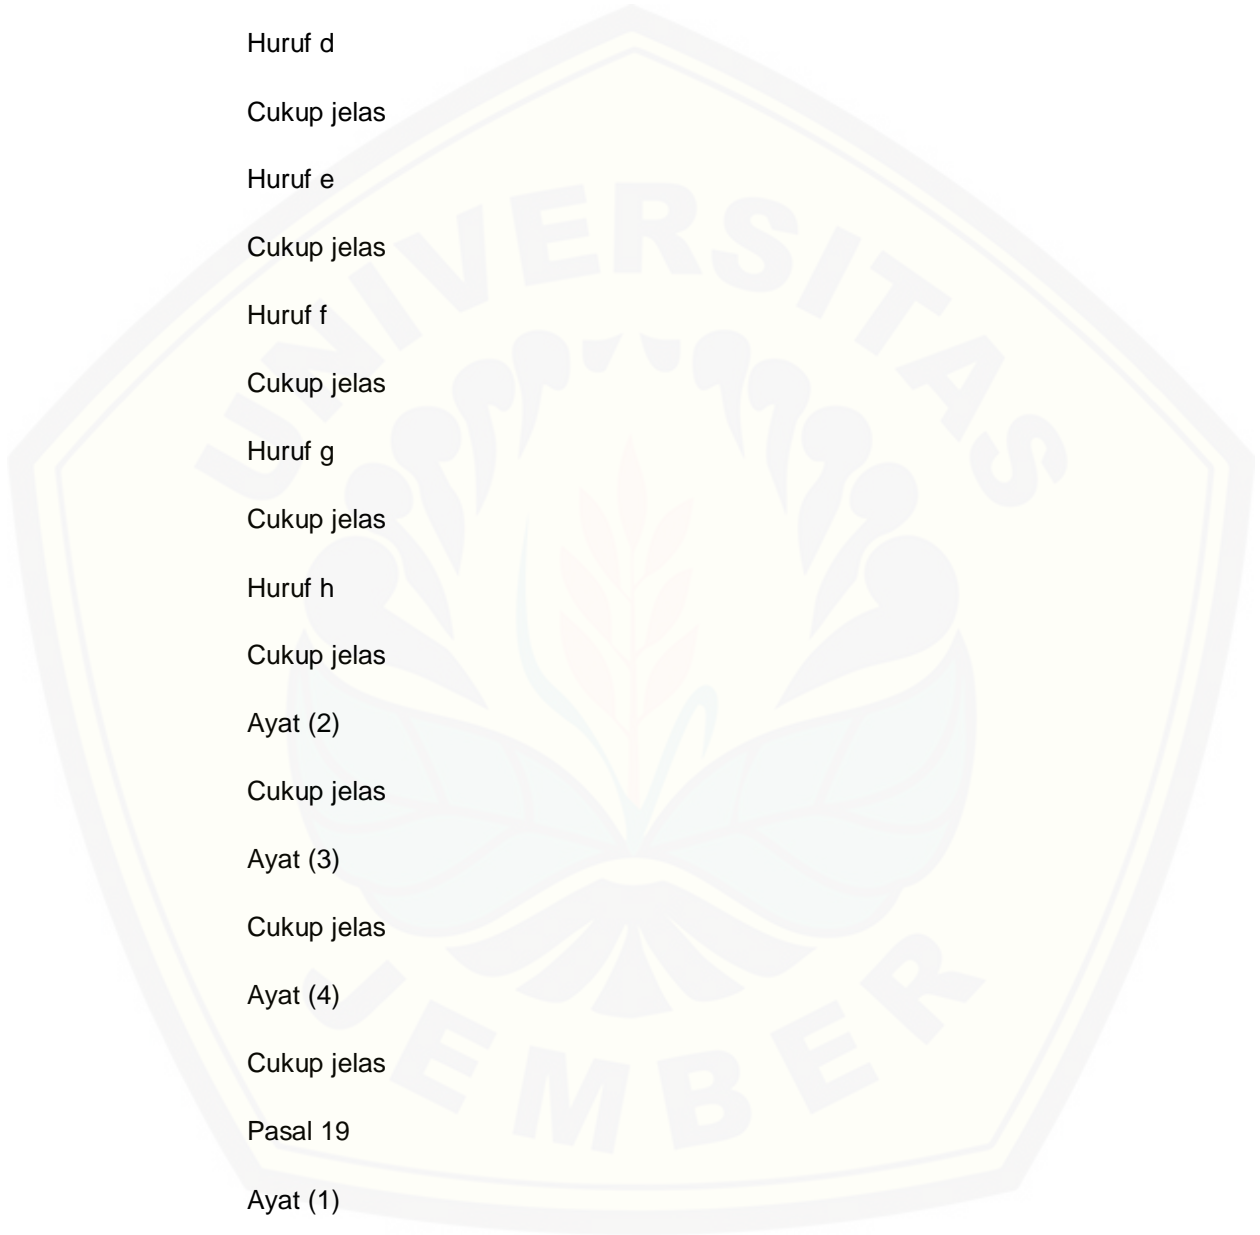 Huruf d
Cukup jelas
Huruf e
Cukup jelas
Huruf f
Cukup jelas
Huruf g
Cukup jelas
Huruf h
Cukup jelas
Ayat (2)
Cukup jelas
Ayat (3)
Cukup jelas
Ayat (4)
Cukup jelas
Pasal 19
Ayat (1)
UNIVERSITAS
JEMBER